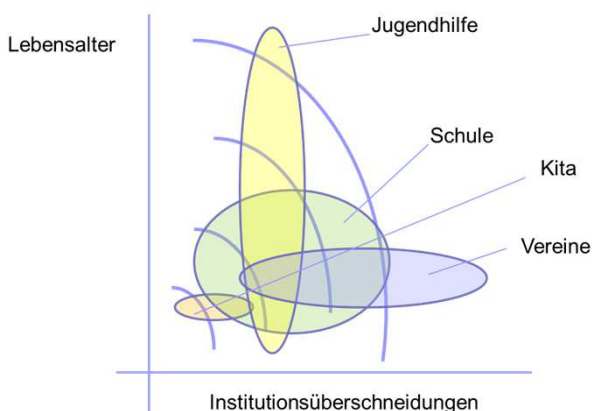 Jugendhilfe
Lebensalter
Schule
Kita
Vereine
Institutionsüberschneidungen